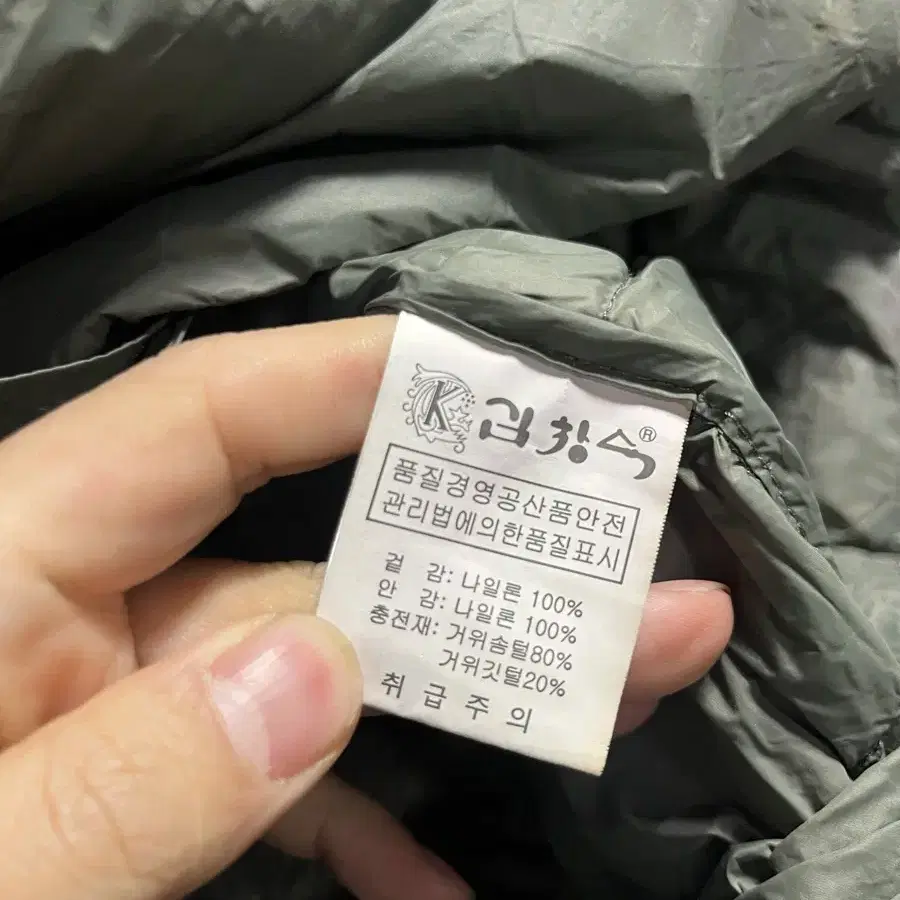 K 김창숙®
품질경영공산품안전
관리법에의한품질표시
겉 감: 나일론 100%
안 감: 나일론 100%
충전재: 거위솜털80%
거위깃털20%
취급주의